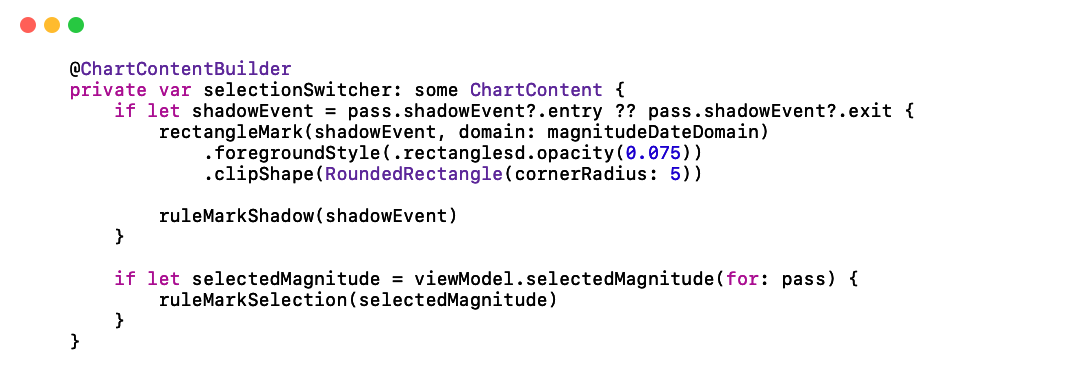 @ChartContentBuilder
private var selectionSwitcher: some ChartContent {
    if let shadowEvent = pass.shadowEvent?.entry ?? pass.shadowEvent?.exit {
        rectangleMark(shadowEvent, domain: magnitudeDateDomain)
            .foregroundStyle(.rectanglesd.opacity(0.075))
            .clipShape(RoundedRectangle(cornerRadius: 5))

        ruleMarkShadow(shadowEvent)
    }

    if let selectedMagnitude = viewModel.selectedMagnitude(for: pass) {
        ruleMarkSelection(selectedMagnitude)
    }
}